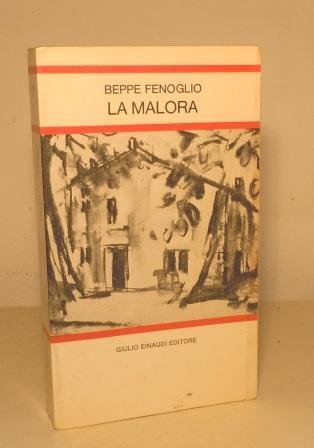 BEPPE FENOGLIO
LA MALORA
GIULIO EINAUDI EDITORE